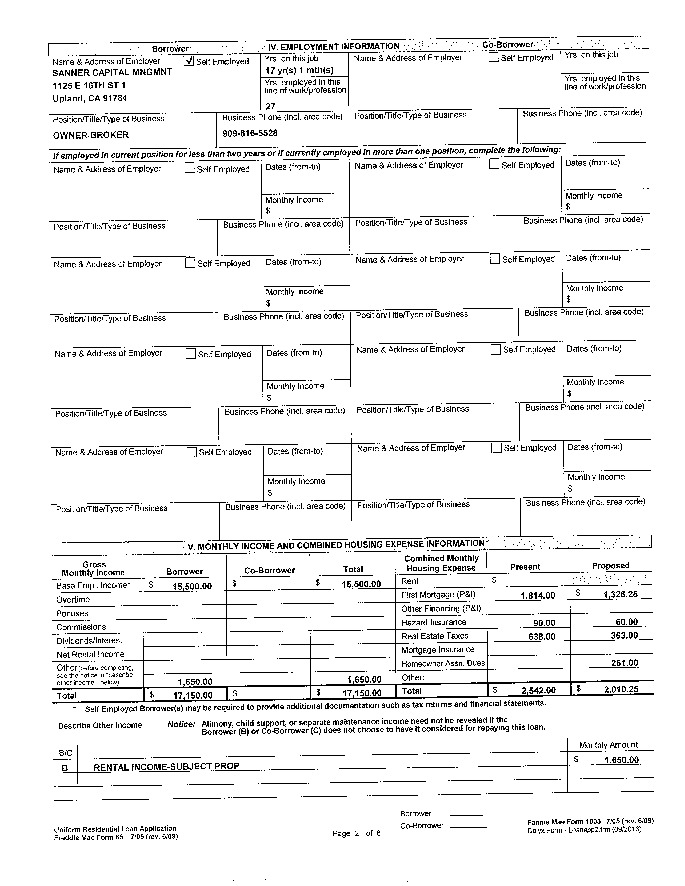 Borrower IV. EMPLOYMENT INFORMATION Co-Borrower
Name & Address of Employer Self Employed Yrs. on this job Name & Address of Employer Self Employed Yrs. on this job
SANNER CAPITAL MNGMNT 17 yr(s) 1 mth(s)
1126 E 16TH ST 1 Yrs. employed in this line of work/profession Yrs. employed in this line of work/profession
Upland, CA 91784
27
Position/Title/Type of Business Business Phone (incl. area code) Position/Title/Type of Business Business Phone (incl. area code)
OWNER-BROKER 909-816-5528
If employed in current position for less than two years or if currently employed in more than one position, complete the following:
Name & Address of Employer Self Employed Dates (from-to) Name & Address of Employer Self Employed Dates (from-to)
Monthly Income Monthly Income
$ $
Position/Title/Type of Business Business Phone (incl. area code) Position/Title/Type of Business Business Phone (incl. area code)
Name & Address of Employer Self Employed Dates (from-to) Name & Address of Employer Self Employed Dates (from-to)
Monthly Income Monthly Income
$ $
Position/Title/Type of Business Business Phone (incl. area code) Position/Title/Type of Business Business Phone (incl. area code)
Name & Address of Employer Self Employed Dates (from-to) Name & Address of Employer Self Employed Dates (from-to)
Monthly Income Monthly Income
$ $
Position/Title/Type of Business Business Phone (incl. area code) Position/Title/Type of Business Business Phone (incl. area code)
Name & Address of Employer Self Employed Dates (from-to) Name & Address of Employer Self Employed Dates (from-to)
Monthly Income Monthly Income
$ $
Position/Title/Type of Business Business Phone (incl. area code) Position/Title/Type of Business Business Phone (incl. area code)
V. MONTHLY INCOME AND COMBINED HOUSING EXPENSE INFORMATION
Gross Monthly Income Borrower Co-Borrower Total Combined Monthly Housing Expense Present Proposed
Base Empl. Income* $ 15,500.00 $ $ 15,500.00 Rent $
Overtime First Mortgage (P&I) 1,814.00 $ 1,326.25
Bonuses Other Financing (P&I)
Commissions Hazard Insurance 90.00 60.00
Dividends/Interest Real Estate Taxes 638.00 363.00
Net Rental Income Mortgage Insurance
Other (before completing, Homeowner Assn. Dues 261.00
see the notice in "describe
other income," below) 1,650.00 1,650.00 Other:
Total $ 17,150.00 $ $ 17,150.00 Total $ 2,542.00 $ 2,010.25
* Self Employed Borrower(s) may be required to provide additional documentation such as tax returns and financial statements.
Describe Other Income Notice: Alimony, child support, or separate maintenance income need not be revealed if the
Borrower (B) or Co-Borrower (C) does not choose to have it considered for repaying this loan.
B/C Monthly Amount
B RENTAL INCOME-SUBJECT PROP $ 1,650.00
Borrower
Co-Borrower
Uniform Residential Loan Application Fannie Mae Form 1003 7/05 (rev. 6/09)
Freddie Mac Form 65 7/05 (rev. 6/09) Page 2 of 6